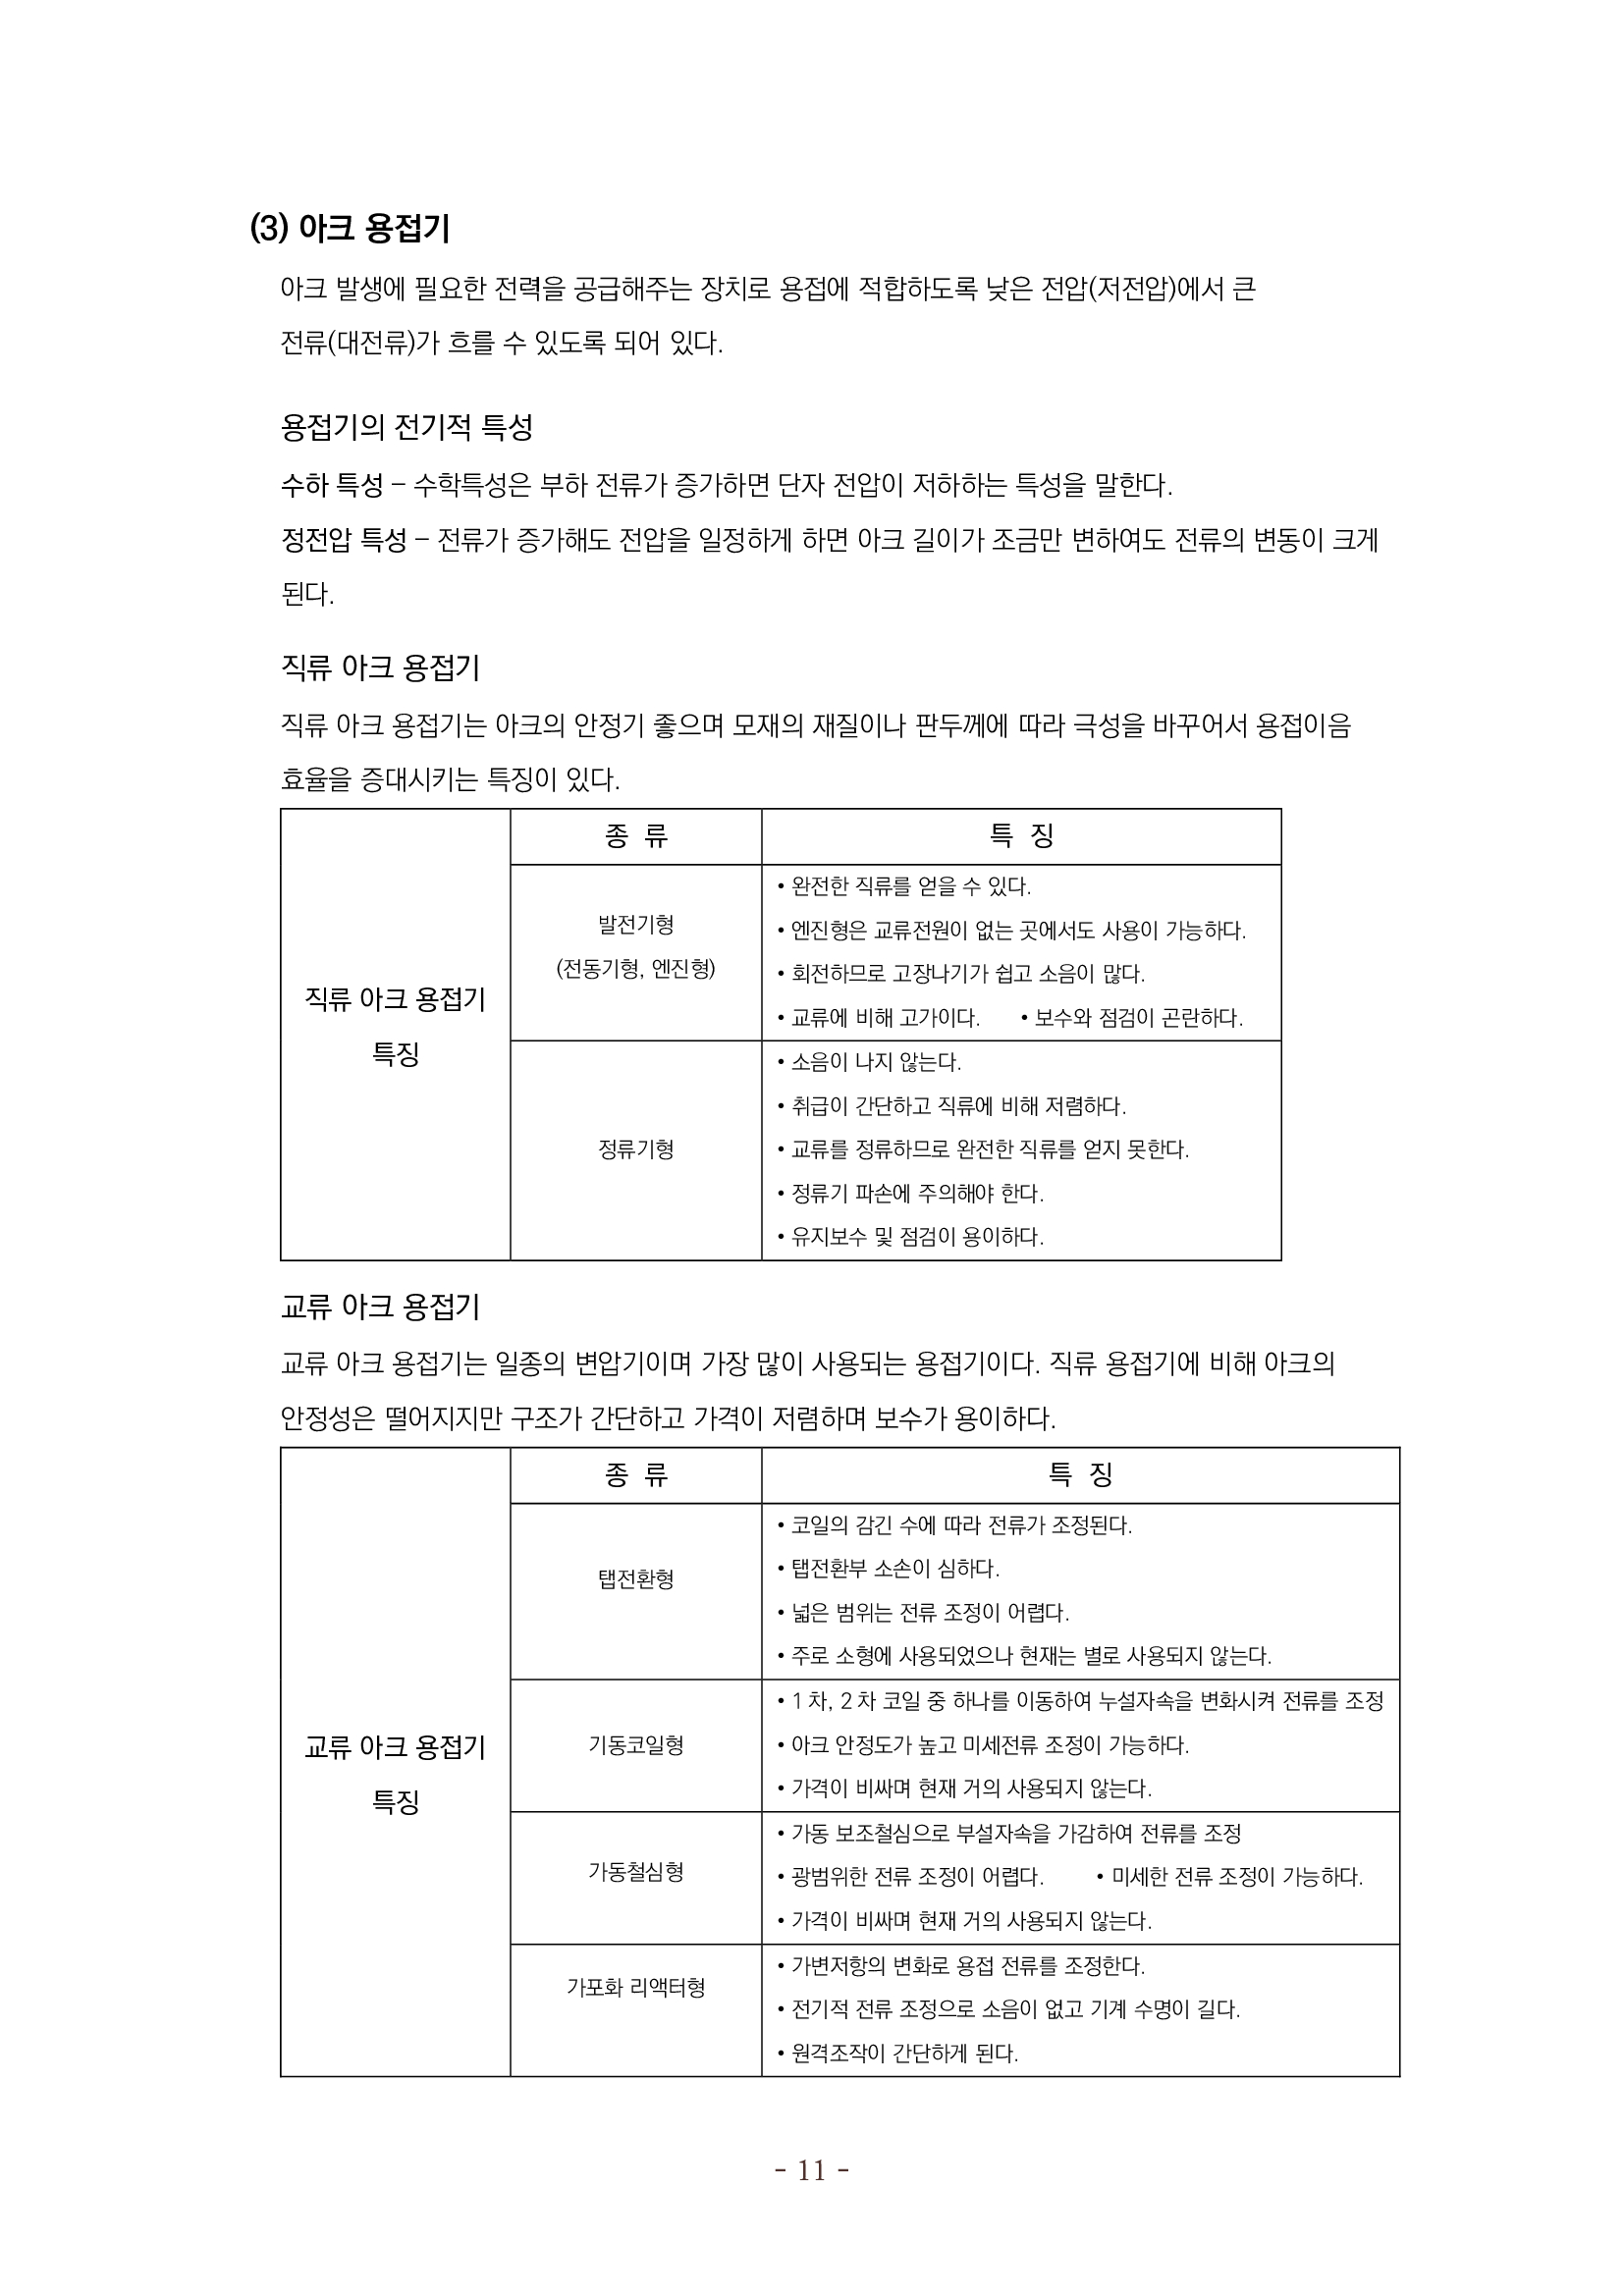 (3) 아크 용접기
아크 발생에 필요한 전력을 공급해주는 장치로 용접에 적합하도록 낮은 전압(저전압)에서 큰
전류(대전류)가 흐를 수 있도록 되어 있다.
용접기의 전기적 특성
수하 특성 – 수학특성은 부하 전류가 증가하면 단자 전압이 저하하는 특성을 말한다.
정전압 특성 – 전류가 증가해도 전압을 일정하게 하면 아크 길이가 조금만 변하여도 전류의 변동이 크게
된다.
직류 아크 용접기
직류 아크 용접기는 아크의 안정기 좋으며 모재의 재질이나 판두께에 따라 극성을 바꾸어서 용접이음
효율을 증대시키는 특징이 있다.
종 류 특 징
직류 아크 용접기
특징
발전기형
(전동기형, 엔진형)
• 완전한 직류를 얻을 수 있다.
• 엔진형은 교류전원이 없는 곳에서도 사용이 가능하다.
• 회전하므로 고장나기가 쉽고 소음이 많다.
• 교류에 비해 고가이다. • 보수와 점검이 곤란하다.
정류기형
• 소음이 나지 않는다.
• 취급이 간단하고 직류에 비해 저렴하다.
• 교류를 정류하므로 완전한 직류를 얻지 못한다.
• 정류기 파손에 주의해야 한다.
• 유지보수 및 점검이 용이하다.
교류 아크 용접기
교류 아크 용접기는 일종의 변압기이며 가장 많이 사용되는 용접기이다. 직류 용접기에 비해 아크의
안정성은 떨어지지만 구조가 간단하고 가격이 저렴하며 보수가 용이하다.
종 류 특 징
교류 아크 용접기
특징
탭전환형
• 코일의 감긴 수에 따라 전류가 조정된다.
• 탭전환부 소손이 심하다.
• 넓은 범위는 전류 조정이 어렵다.
• 주로 소형에 사용되었으나 현재는 별로 사용되지 않는다.
기동코일형
• 1 차, 2 차 코일 중 하나를 이동하여 누설자속을 변화시켜 전류를 조정
• 아크 안정도가 높고 미세전류 조정이 가능하다.
• 가격이 비싸며 현재 거의 사용되지 않는다.
가동철심형
• 가동 보조철심으로 부설자속을 가감하여 전류를 조정
• 광범위한 전류 조정이 어렵다. • 미세한 전류 조정이 가능하다.
• 가격이 비싸며 현재 거의 사용되지 않는다.
가포화 리액터형
• 가변저항의 변화로 용접 전류를 조정한다.
• 전기적 전류 조정으로 소음이 없고 기계 수명이 길다.
• 원격조작이 간단하게 된다.
- 11 -